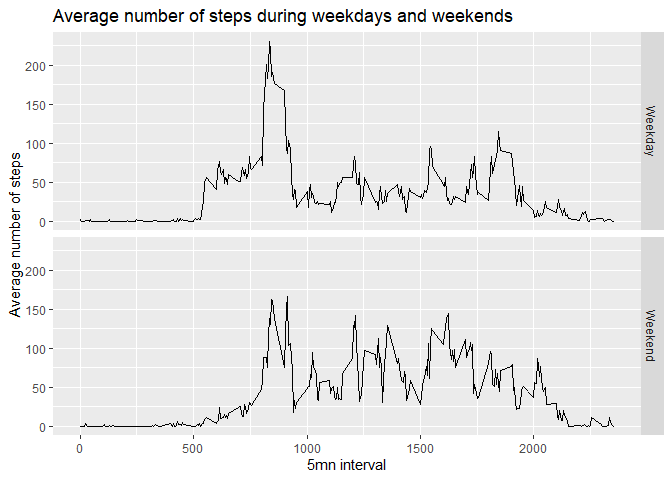 Average number of steps during weekdays and weekends
Average number of steps
200
150
100
50
0
Weekday
200
150
100
50
0
Weekend
0 500 1000 1500 2000
5mn interval